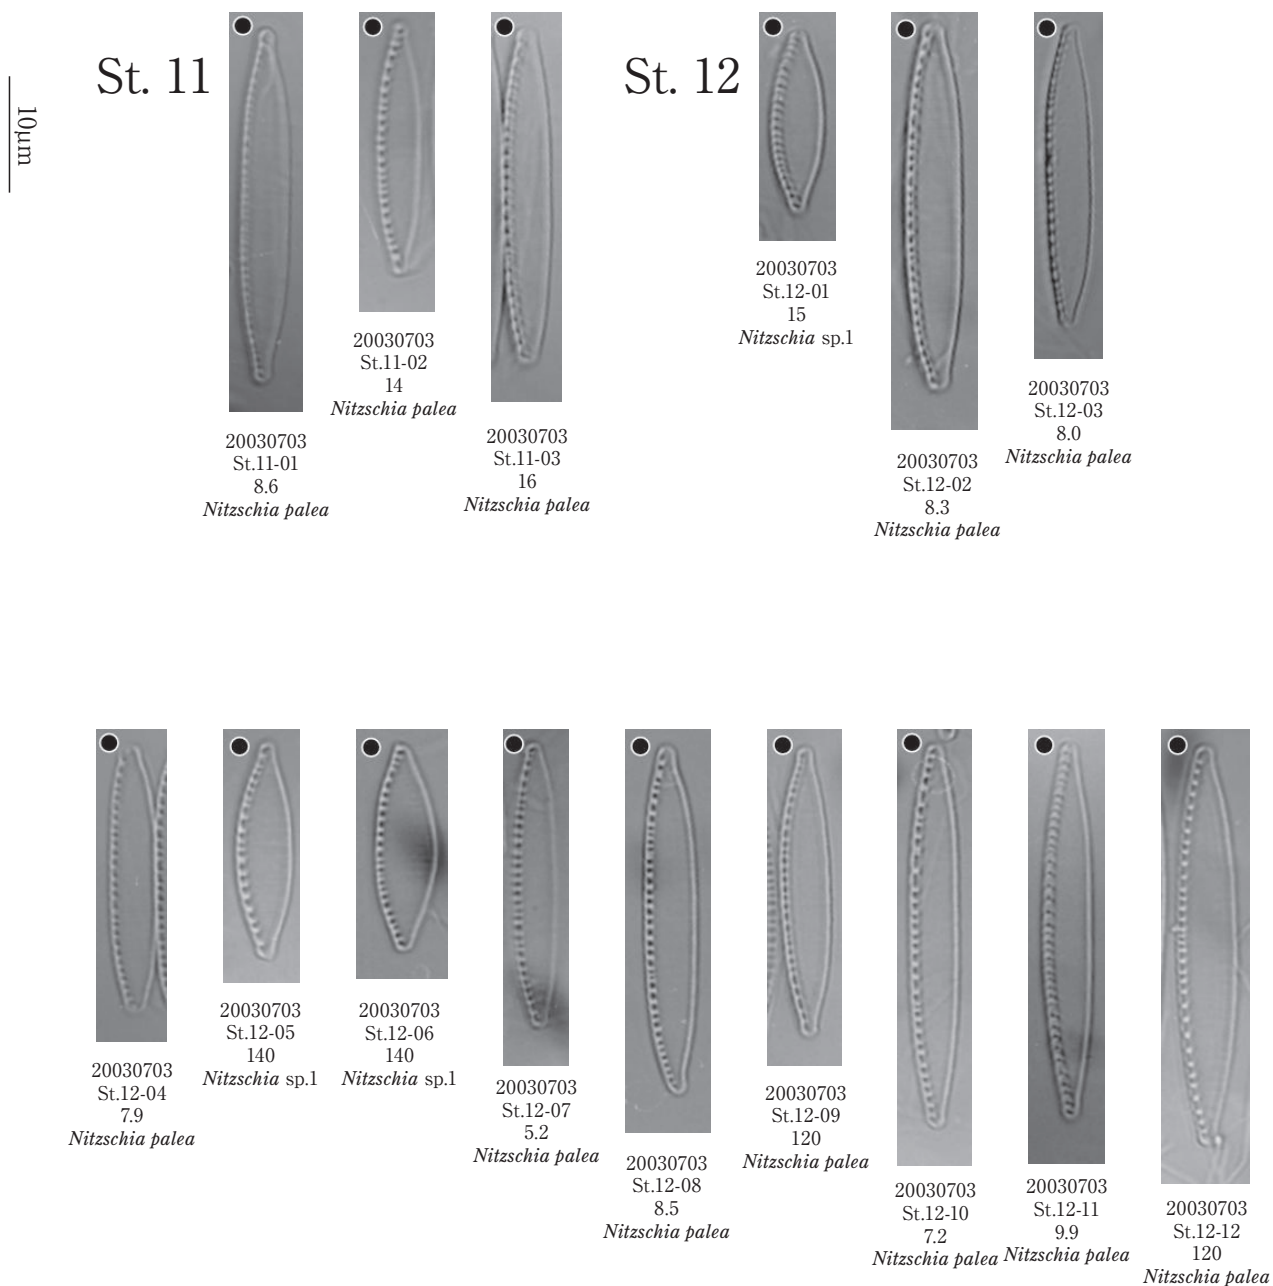 St. 11
St. 12
10μm
20030703
St.11-01
8.6
Nitzschia palea
20030703
St.11-02
14
Nitzschia palea
20030703
St.11-03
16
Nitzschia palea
20030703
St.12-01
15
Nitzschia sp.1
20030703
St.12-02
8.3
Nitzschia palea
20030703
St.12-03
8.0
Nitzschia palea
20030703
St.12-04
7.9
Nitzschia palea
20030703
St.12-05
140
Nitzschia sp.1
20030703
St.12-06
140
Nitzschia sp.1
20030703
St.12-07
5.2
Nitzschia palea
20030703
St.12-08
8.5
Nitzschia palea
20030703
St.12-09
120
Nitzschia palea
20030703
St.12-10
7.2
Nitzschia palea
20030703
St.12-11
9.9
Nitzschia palea
20030703
St.12-12
120
Nitzschia palea